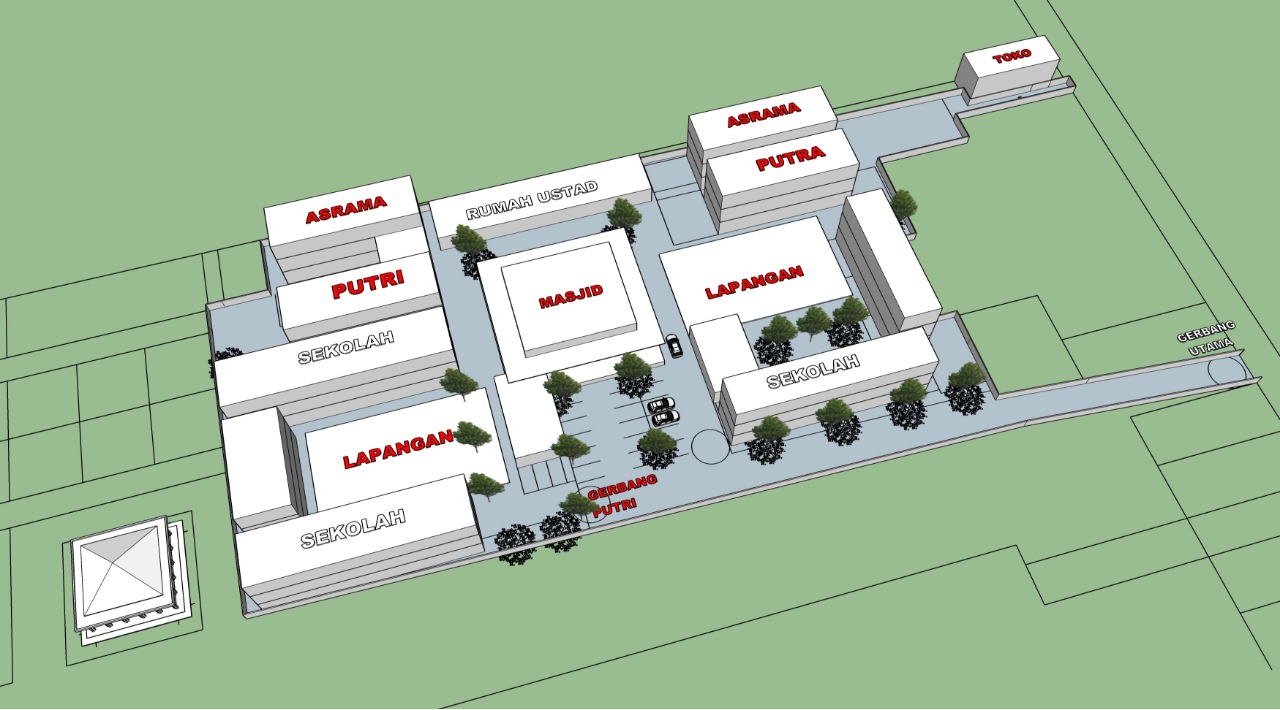 TOKO
ASRAMA
PUTRA
RUMAH USTAD
ASRAMA
PUTRI
MASJID
LAPANGAN
SEKOLAH
SEKOLAH
GERBANG
UTAMA
LAPANGAN
SEKOLAH
GERBANG
PUTRI